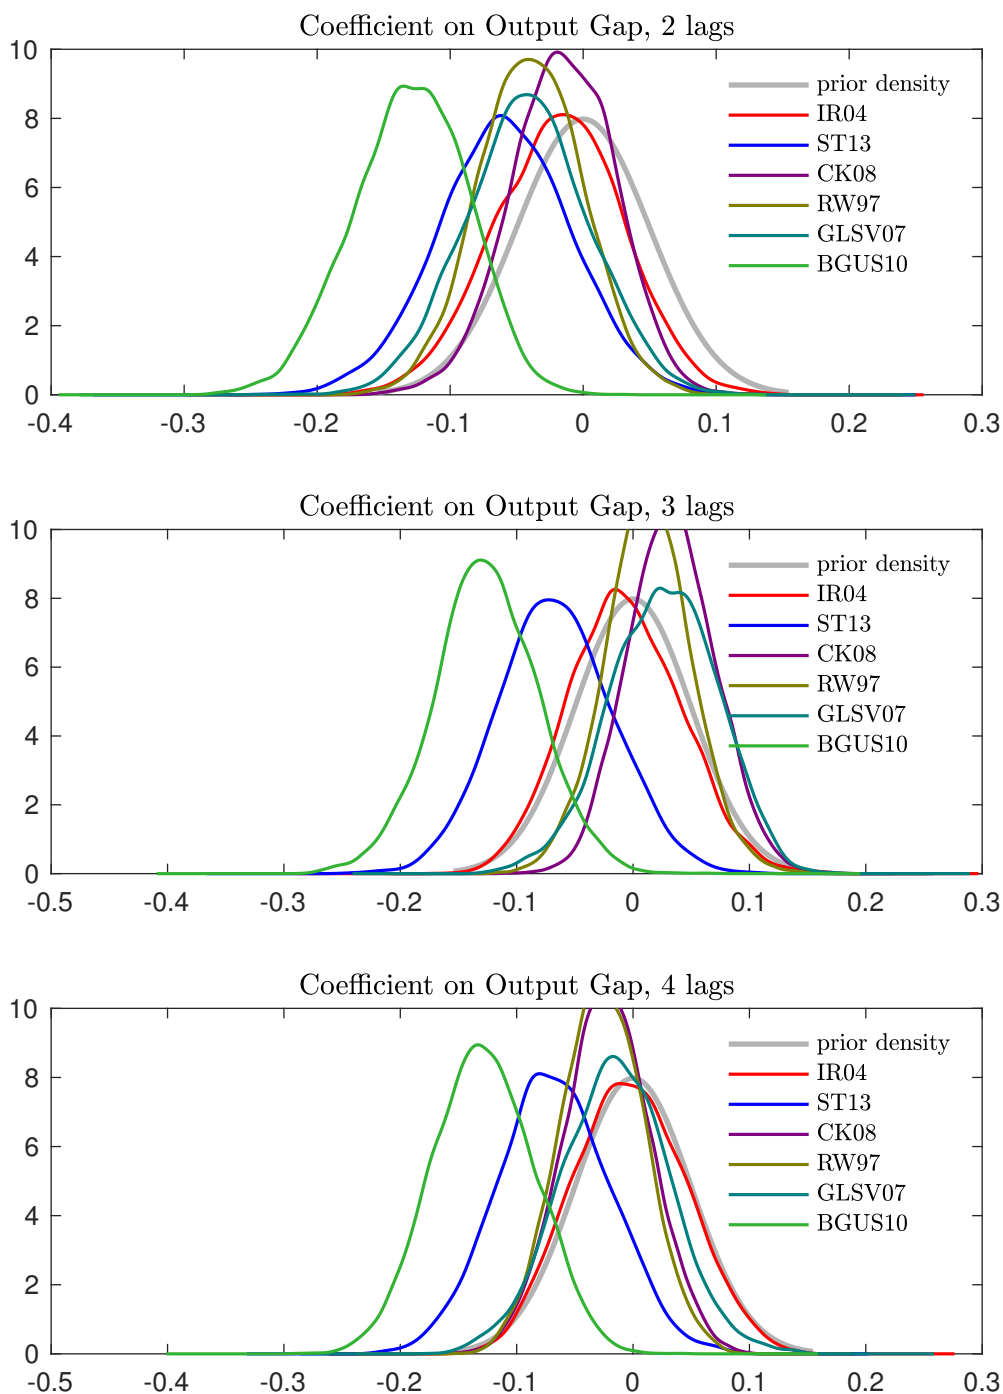 Coefficient on Output Gap, 2 lags
10
8
6
4
2
0
prior density
IR04
ST13
CK08
RW97
GLSV07
BGUS10
-0.4 -0.3 -0.2 -0.1 0 0.1 0.2 0.3
Coefficient on Output Gap, 3 lags
10
8
6
4
2
0
prior density
IR04
ST13
CK08
RW97
GLSV07
BGUS10
-0.5 -0.4 -0.3 -0.2 -0.1 0 0.1 0.2 0.3
Coefficient on Output Gap, 4 lags
10
8
6
4
2
0
prior density
IR04
ST13
CK08
RW97
GLSV07
BGUS10
-0.5 -0.4 -0.3 -0.2 -0.1 0 0.1 0.2 0.3